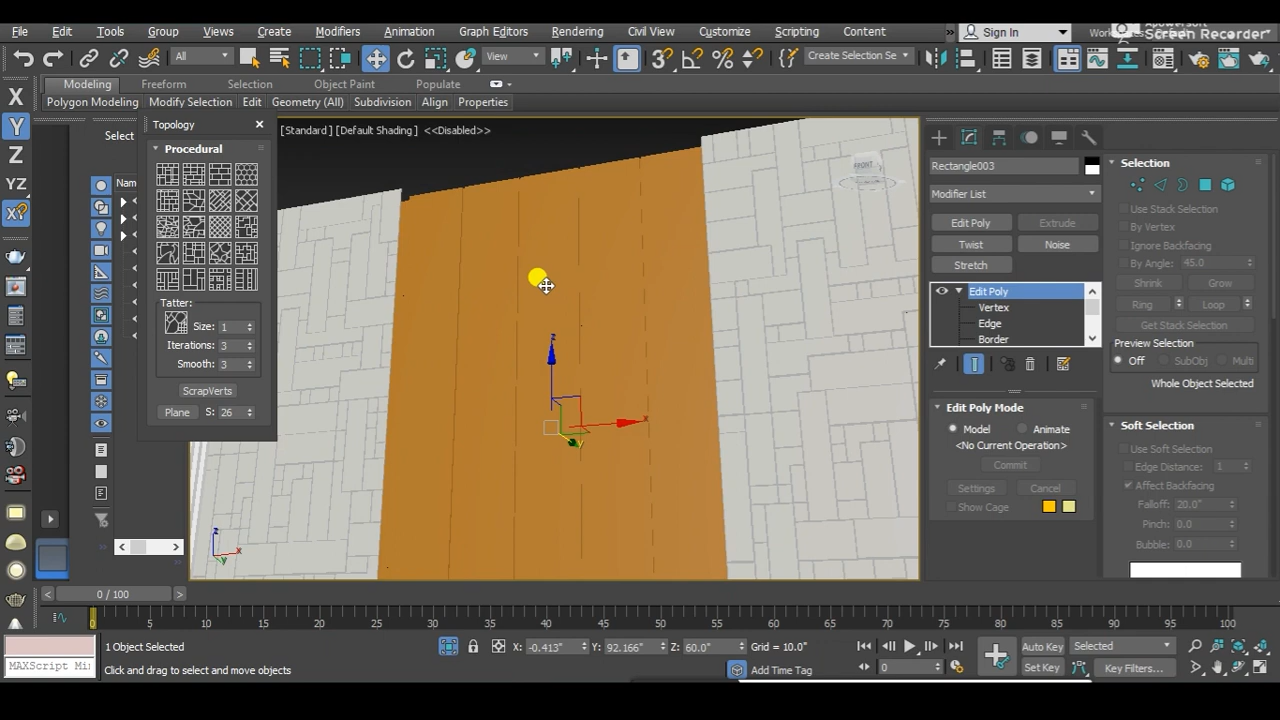 Apowersoft
Screen Recorder
File Edit Tools Group Views Create Modifiers Animation Graph Editors Rendering Civil View Customize Scripting Content » Sign In
All View Create Selection Se
Modeling Freeform Selection Object Paint Populate
Polygon Modeling Modify Selection Edit Geometry (All) Subdivision Align Properties
X
Y
Z
YZ
Select
Nam
Topology
Procedural
Tatter:
Size: 1
Iterations: 3
Smooth: 3
ScrapVerts
Plane S: 26
[Standard ] [Default Shading ] <<Disabled>>
FRONT
z
x
y
z
x
y
Rectangle003
Modifier List
Edit Poly Extrude
Twist Noise
Stretch
Edit Poly
Vertex
Edge
Border
Edit Poly Mode
Model Animate
<No Current Operation>
Commit
Settings Cancel
Show Cage
Selection
Use Stack Selection
By Vertex
Ignore Backfacing
By Angle: 45.0
Shrink Grow
Ring Loop
Get Stack Selection
Preview Selection
Off SubObj Multi
Whole Object Selected
Soft Selection
Use Soft Selection
Edge Distance: 1
Affect Backfacing
Falloff: 20.0"
Pinch: 0.0
Bubble: 0.0
< 0 / 100 >
0 5 10 15 20 25 30 35 40 45 50 55 60 65 70 75 80 85 90 95 100
1 Object Selected
X: -0.413" Y: 92.166" Z: 60.0" Grid = 10.0"
Auto Key Selected
MAXScript Mi
Click and drag to select and move objects
Add Time Tag
0
Set Key Key Filters...